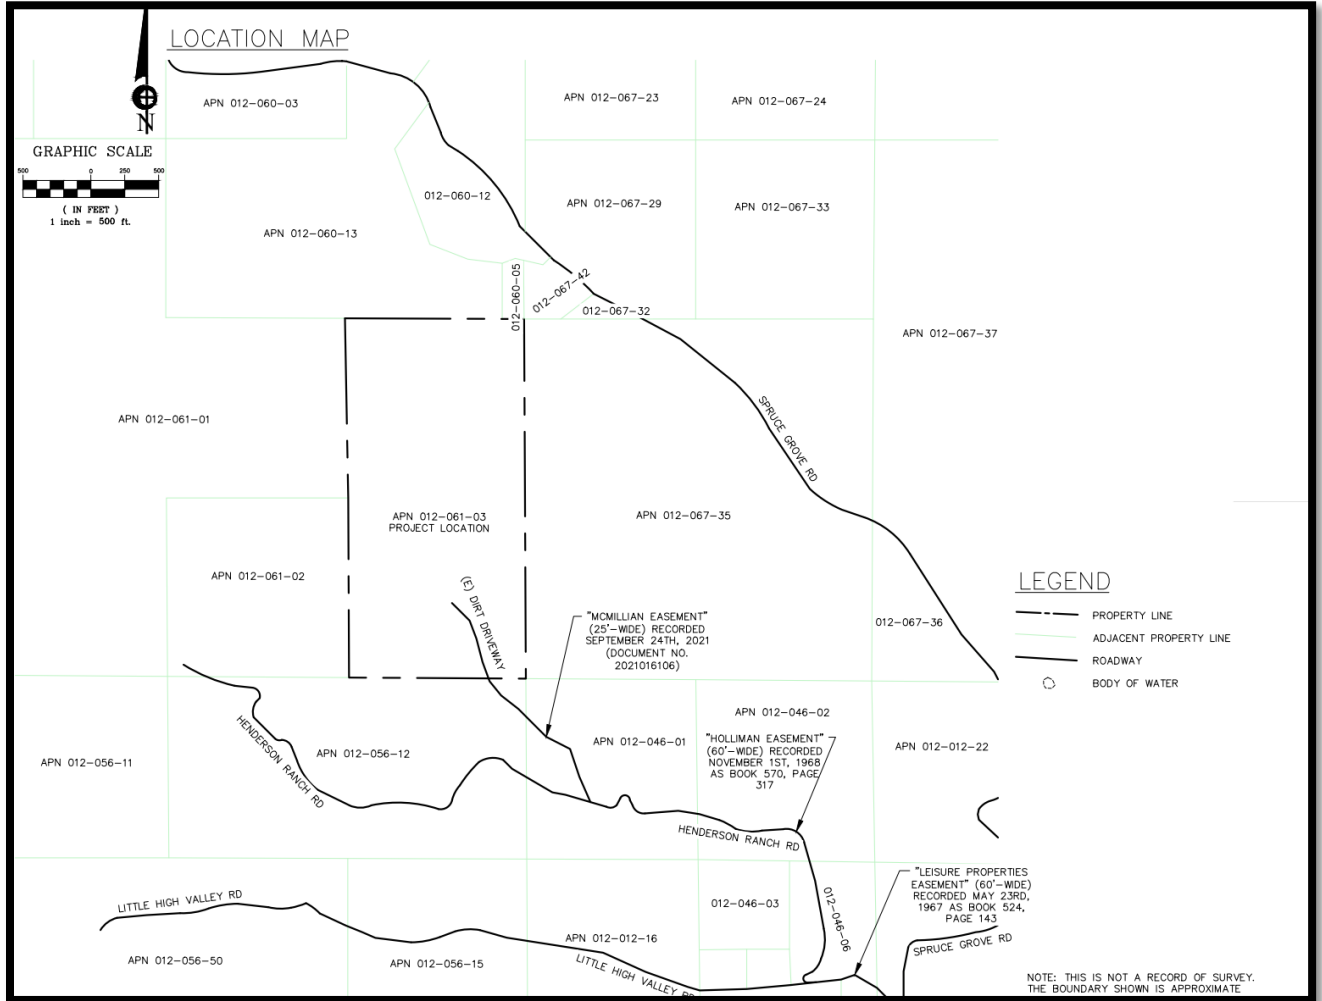 LOCATION MAP
N
GRAPHIC SCALE
500 0 250 500
( IN FEET )
1 inch = 500 ft.
APN 012-060-03
APN 012-067-23
APN 012-067-24
012-060-12
APN 012-067-29
APN 012-067-33
APN 012-060-13
012-060-05
012-067-42
012-067-32
APN 012-067-37
APN 012-061-01
SPRUCE GROVE RD
APN 012-061-03
PROJECT LOCATION
APN 012-067-35
APN 012-061-02
(E) DIRT DRIVEWAY
"MCMILLIAN EASEMENT"
(25'-WIDE) RECORDED
SEPTEMBER 24TH, 2021
(DOCUMENT NO.
2021016106)
012-067-36
LEGEND
PROPERTY LINE
ADJACENT PROPERTY LINE
ROADWAY
BODY OF WATER
HENDERSON RANCH RD
APN 012-056-11
APN 012-056-12
APN 012-046-01
APN 012-046-02
"HOLLIMAN EASEMENT"
(60'-WIDE) RECORDED
NOVEMBER 1ST, 1968
AS BOOK 570, PAGE
317
APN 012-012-22
HENDERSON RANCH RD
"LEISURE PROPERTIES
EASEMENT" (60'-WIDE)
RECORDED MAY 23RD,
1967 AS BOOK 524,
PAGE 143
LITTLE HIGH VALLEY RD
012-046-03
012-046-06
APN 012-012-16
SPRUCE GROVE RD
APN 012-056-50
APN 012-056-15
LITTLE HIGH VALLEY RD
NOTE: THIS IS NOT A RECORD OF SURVEY.
THE BOUNDARY SHOWN IS APPROXIMATE